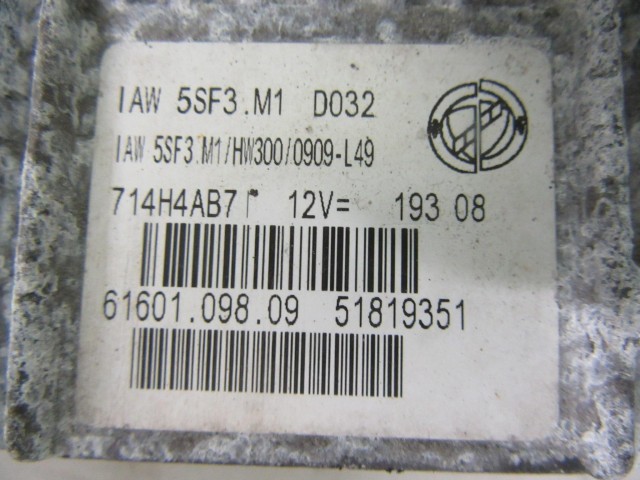 IAW 5SF3.M1 D032
IAW 5SF3.M1/HW300/0909-L49
714H4AB7 12V= 193 08
61601.098.09 51819351